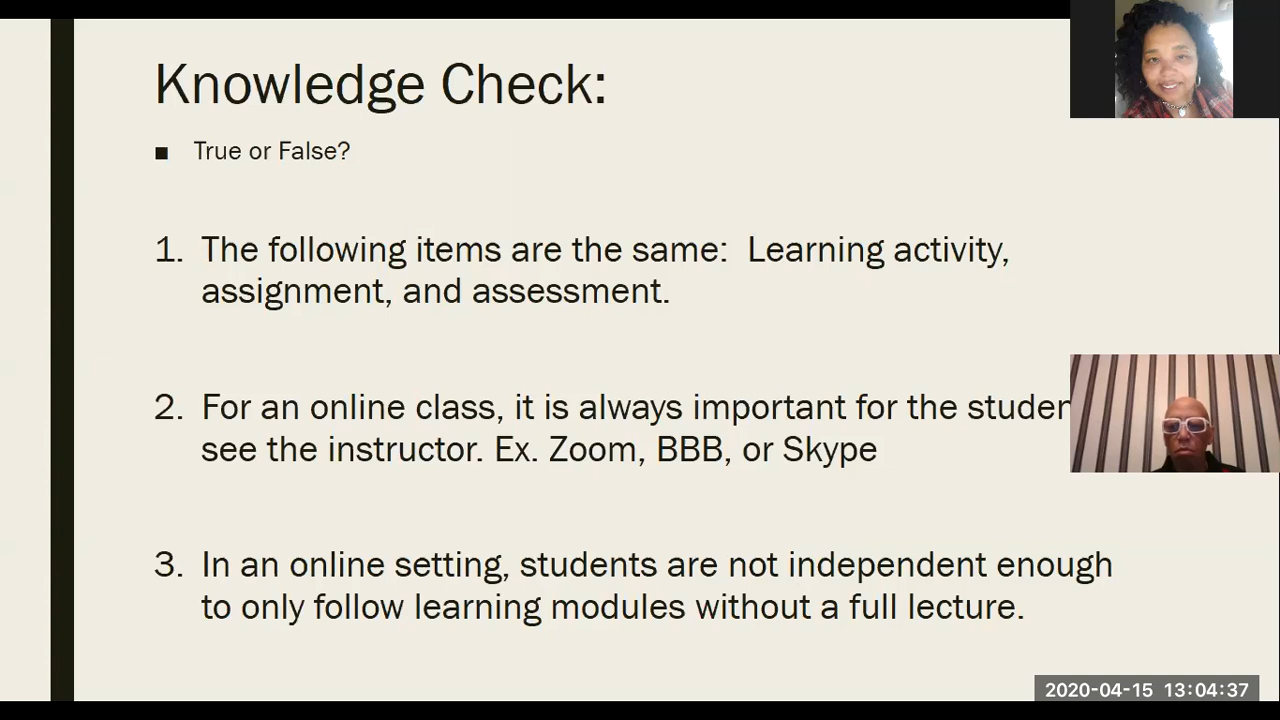 Knowledge Check:
■ True or False?
1. The following items are the same: Learning activity,
assignment, and assessment.
2. For an online class, it is always important for the
see the instructor. Ex. Zoom, BBB, or Skype
3. In an online setting, students are not independent enough
to only follow learning modules without a full lecture.
2020-04-15 13:04:37